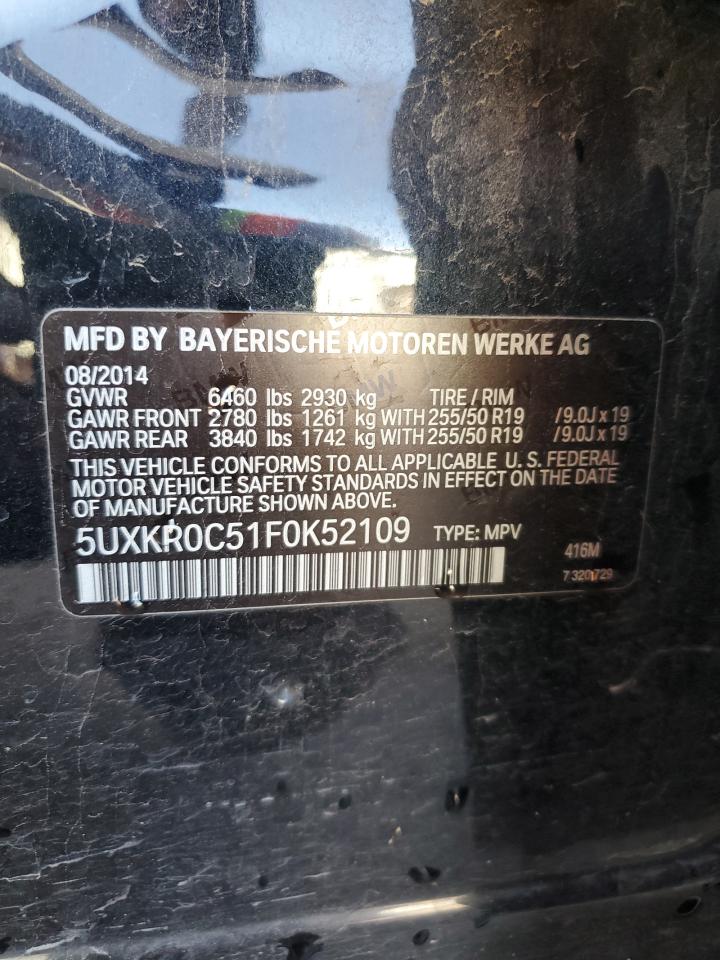 MFD BY BAYERISCHE MOTOREN WERKE AG
08/2014
GVWR 6460 lbs 2930 kg TIRE / RIM
GAWR FRONT 2780 lbs 1261 kg WITH 255/50 R19 /9.0J x 19
GAWR REAR 3840 lbs 1742 kg WITH 255/50 R19 /9.0J x 19
THIS VEHICLE CONFORMS TO ALL APPLICABLE U. S. FEDERAL
MOTOR VEHICLE SAFETY STANDARDS IN EFFECT ON THE DATE
OF MANUFACTURE SHOWN ABOVE.
5UXKR0C51F0K52109 TYPE: MPV
416M
7320729